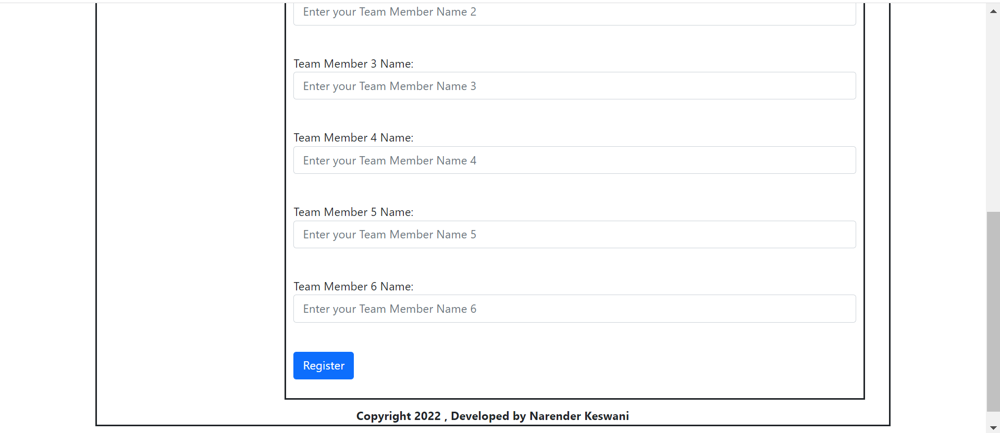 Enter your Team Member Name 2
Team Member 3 Name:
Enter your Team Member Name 3
Team Member 4 Name:
Enter your Team Member Name 4
Team Member 5 Name:
Enter your Team Member Name 5
Team Member 6 Name:
Enter your Team Member Name 6
Register
Copyright 2022 , Developed by Narender Keswani